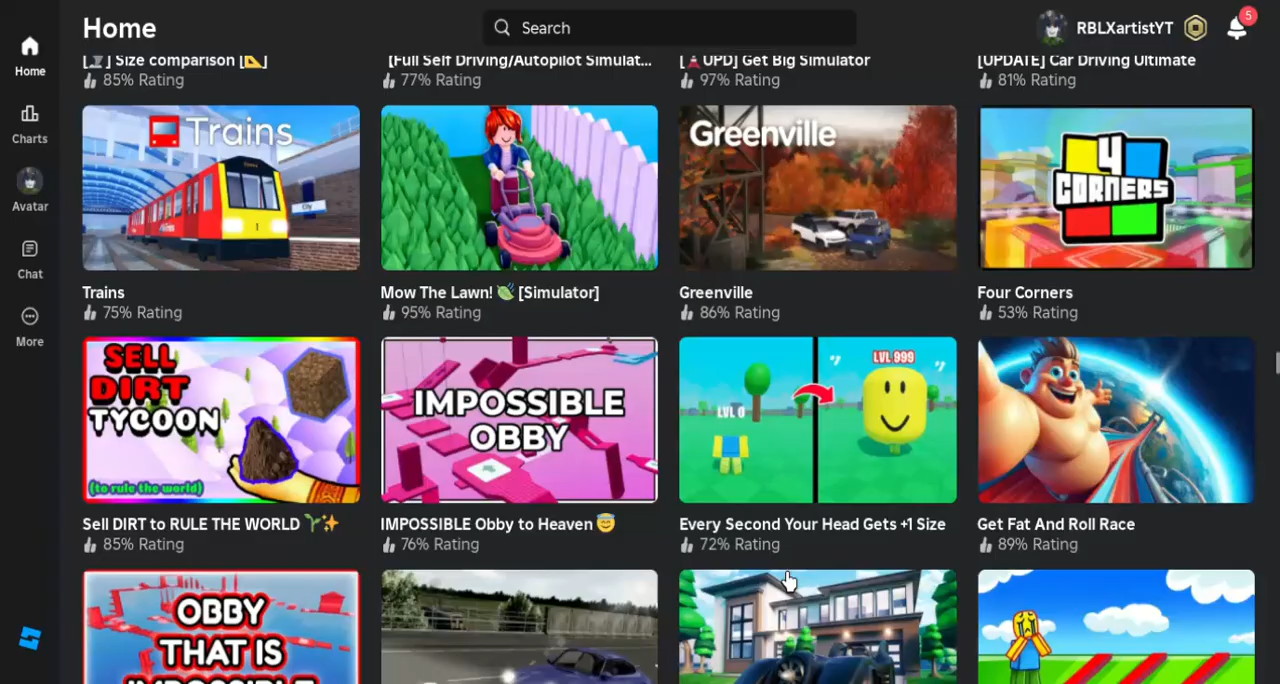 Home
Search
RBLXartistYT
5
Home
Charts
Avatar
Chat
More
[🌪️] Size comparison [📐]
85% Rating
[Full Self Driving/Autopilot Simulat...
77% Rating
[🗼UPD] Get Big Simulator
97% Rating
[UPDATE] Car Driving Ultimate
81% Rating
Trains
City
1
Trains
75% Rating
Mow The Lawn! 🍃 [Simulator]
95% Rating
Greenville
Greenville
86% Rating
4
CORNERS
Four Corners
53% Rating
SELL
DIRT
TYCOON
(to rule the world)
Sell DIRT to RULE THE WORLD 🌱✨
85% Rating
IMPOSSIBLE
OBBY
IMPOSSIBLE Obby to Heaven 😇
76% Rating
LVL 0
LVL 999
Every Second Your Head Gets +1 Size
72% Rating
Get Fat And Roll Race
89% Rating
OBBY
THAT IS
IMPOSSIBLE